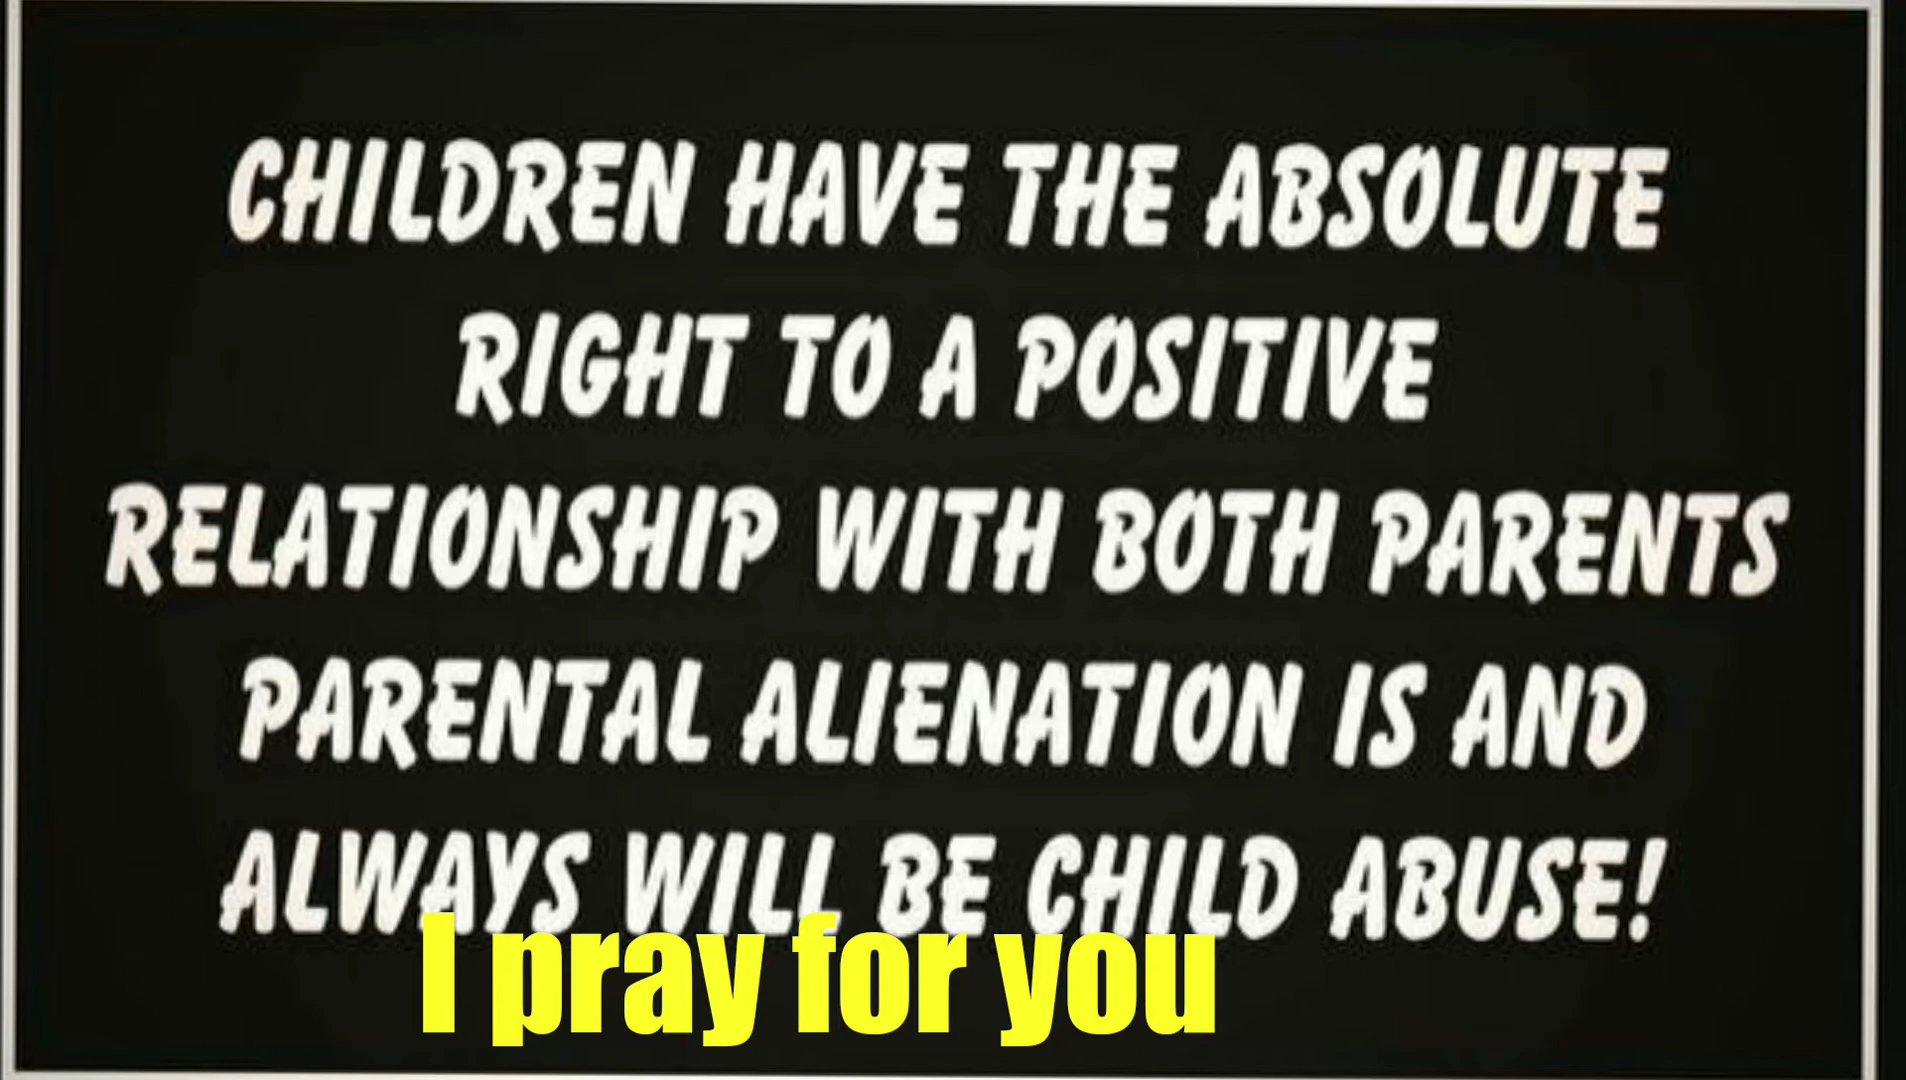 CHILDREN HAVE THE ABSOLUTE
RIGHT TO A POSITIVE
RELATIONSHIP WITH BOTH PARENTS
PARENTAL ALIENATION IS AND
ALWAYS WILL BE CHILD ABUSE!
I pray for you